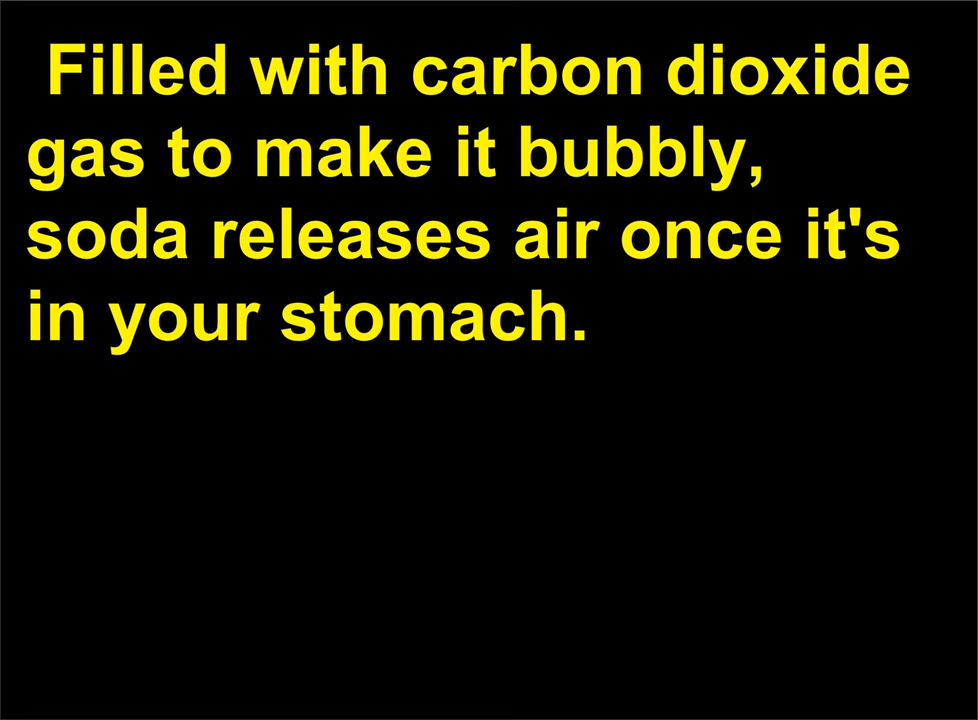 Filled with carbon dioxide
gas to make it bubbly,
soda releases air once it's
in your stomach.